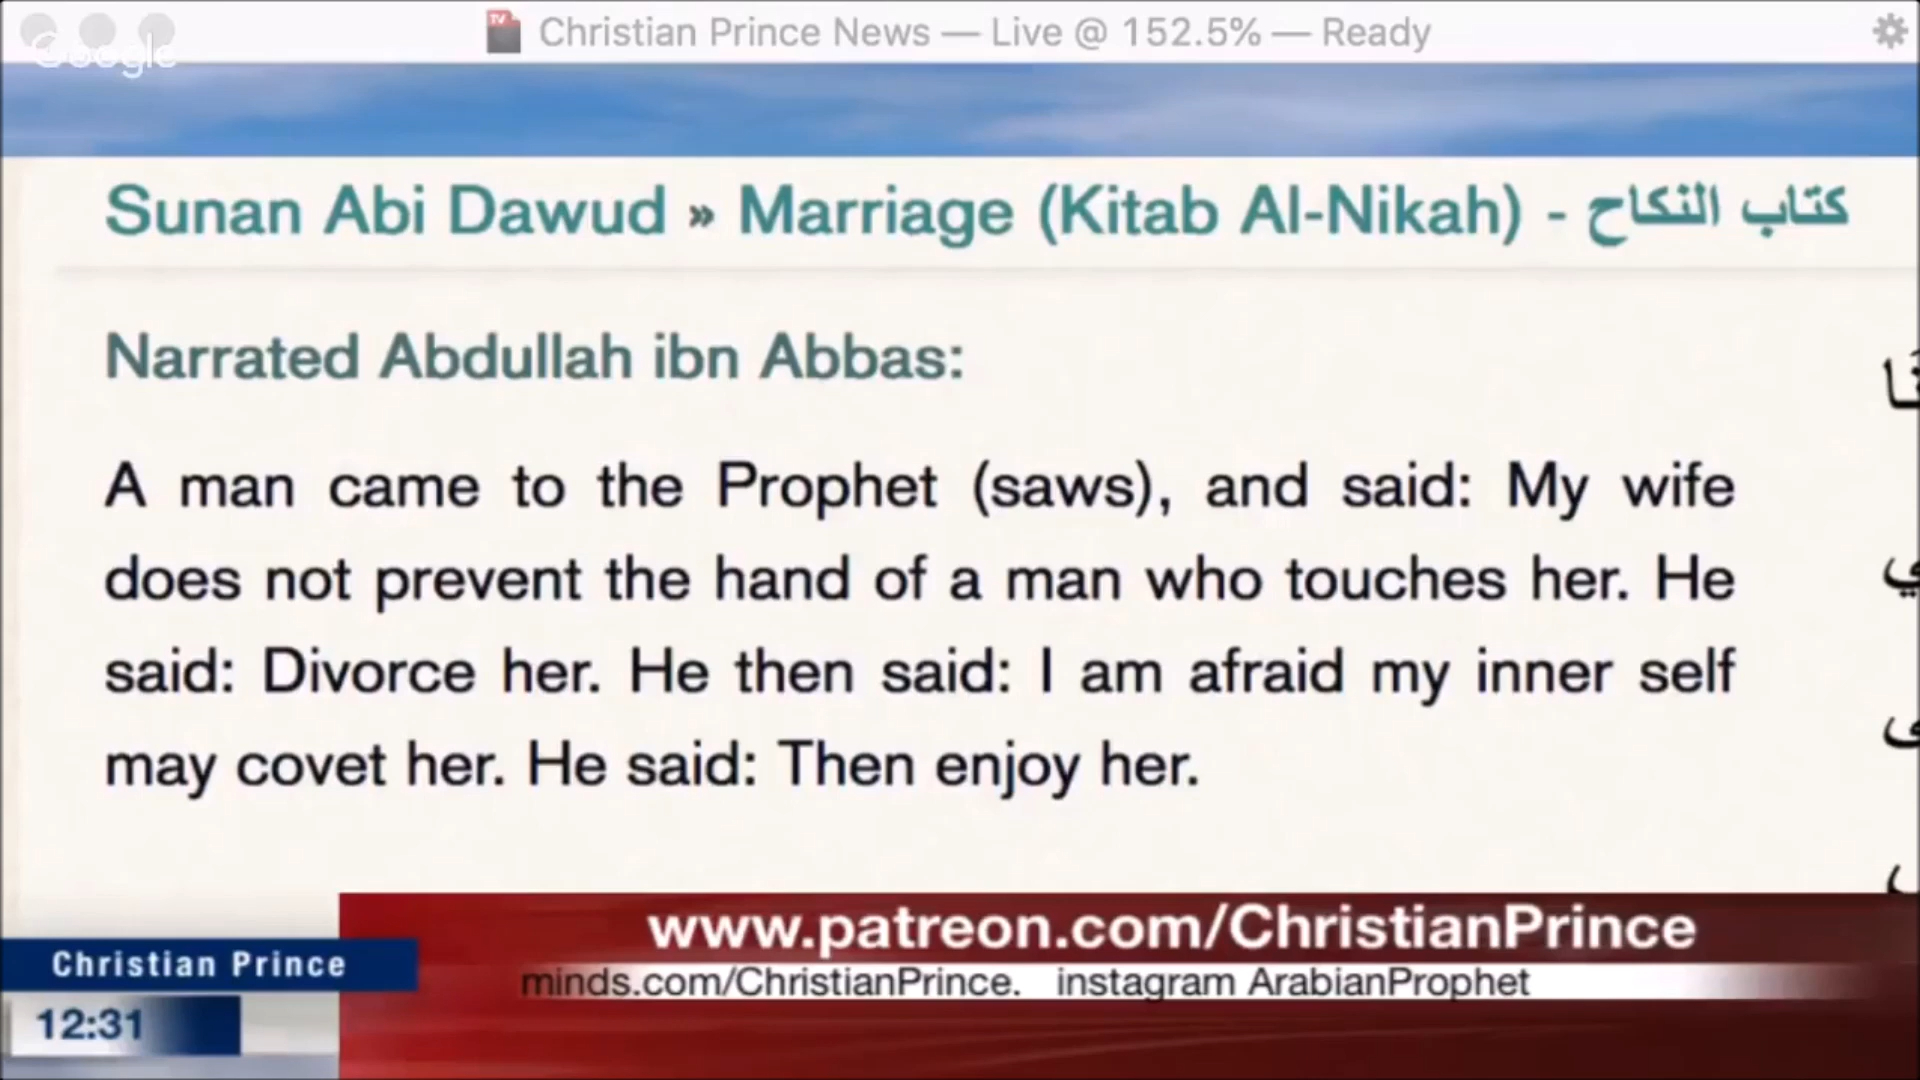 Christian Prince News — Live @ 152.5% — Ready
Google
Sunan Abi Dawud » Marriage (Kitab Al-Nikah) - كتاب النكاح
Narrated Abdullah ibn Abbas:
A man came to the Prophet (saws), and said: My wife
does not prevent the hand of a man who touches her. He
said: Divorce her. He then said: I am afraid my inner self
may covet her. He said: Then enjoy her.
www.patreon.com/ChristianPrince
Christian Prince
minds.com/ChristianPrince. instagram ArabianProphet
12:31